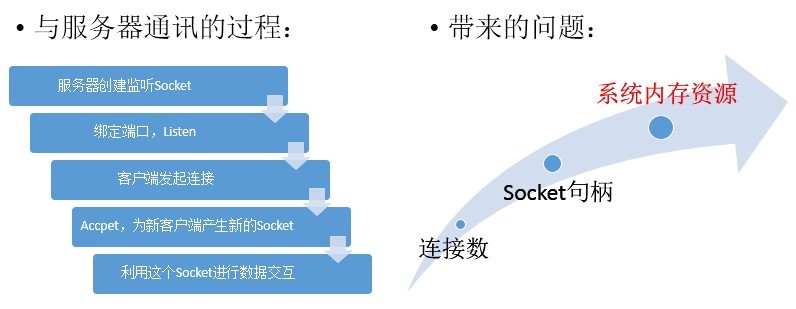 • 与服务器通讯的过程：
服务器创建监听Socket
绑定端口，Listen
客户端发起连接
Accpet，为新客户端产生新的Socket
利用这个Socket进行数据交互
• 带来的问题：
系统内存资源
Socket句柄
连接数